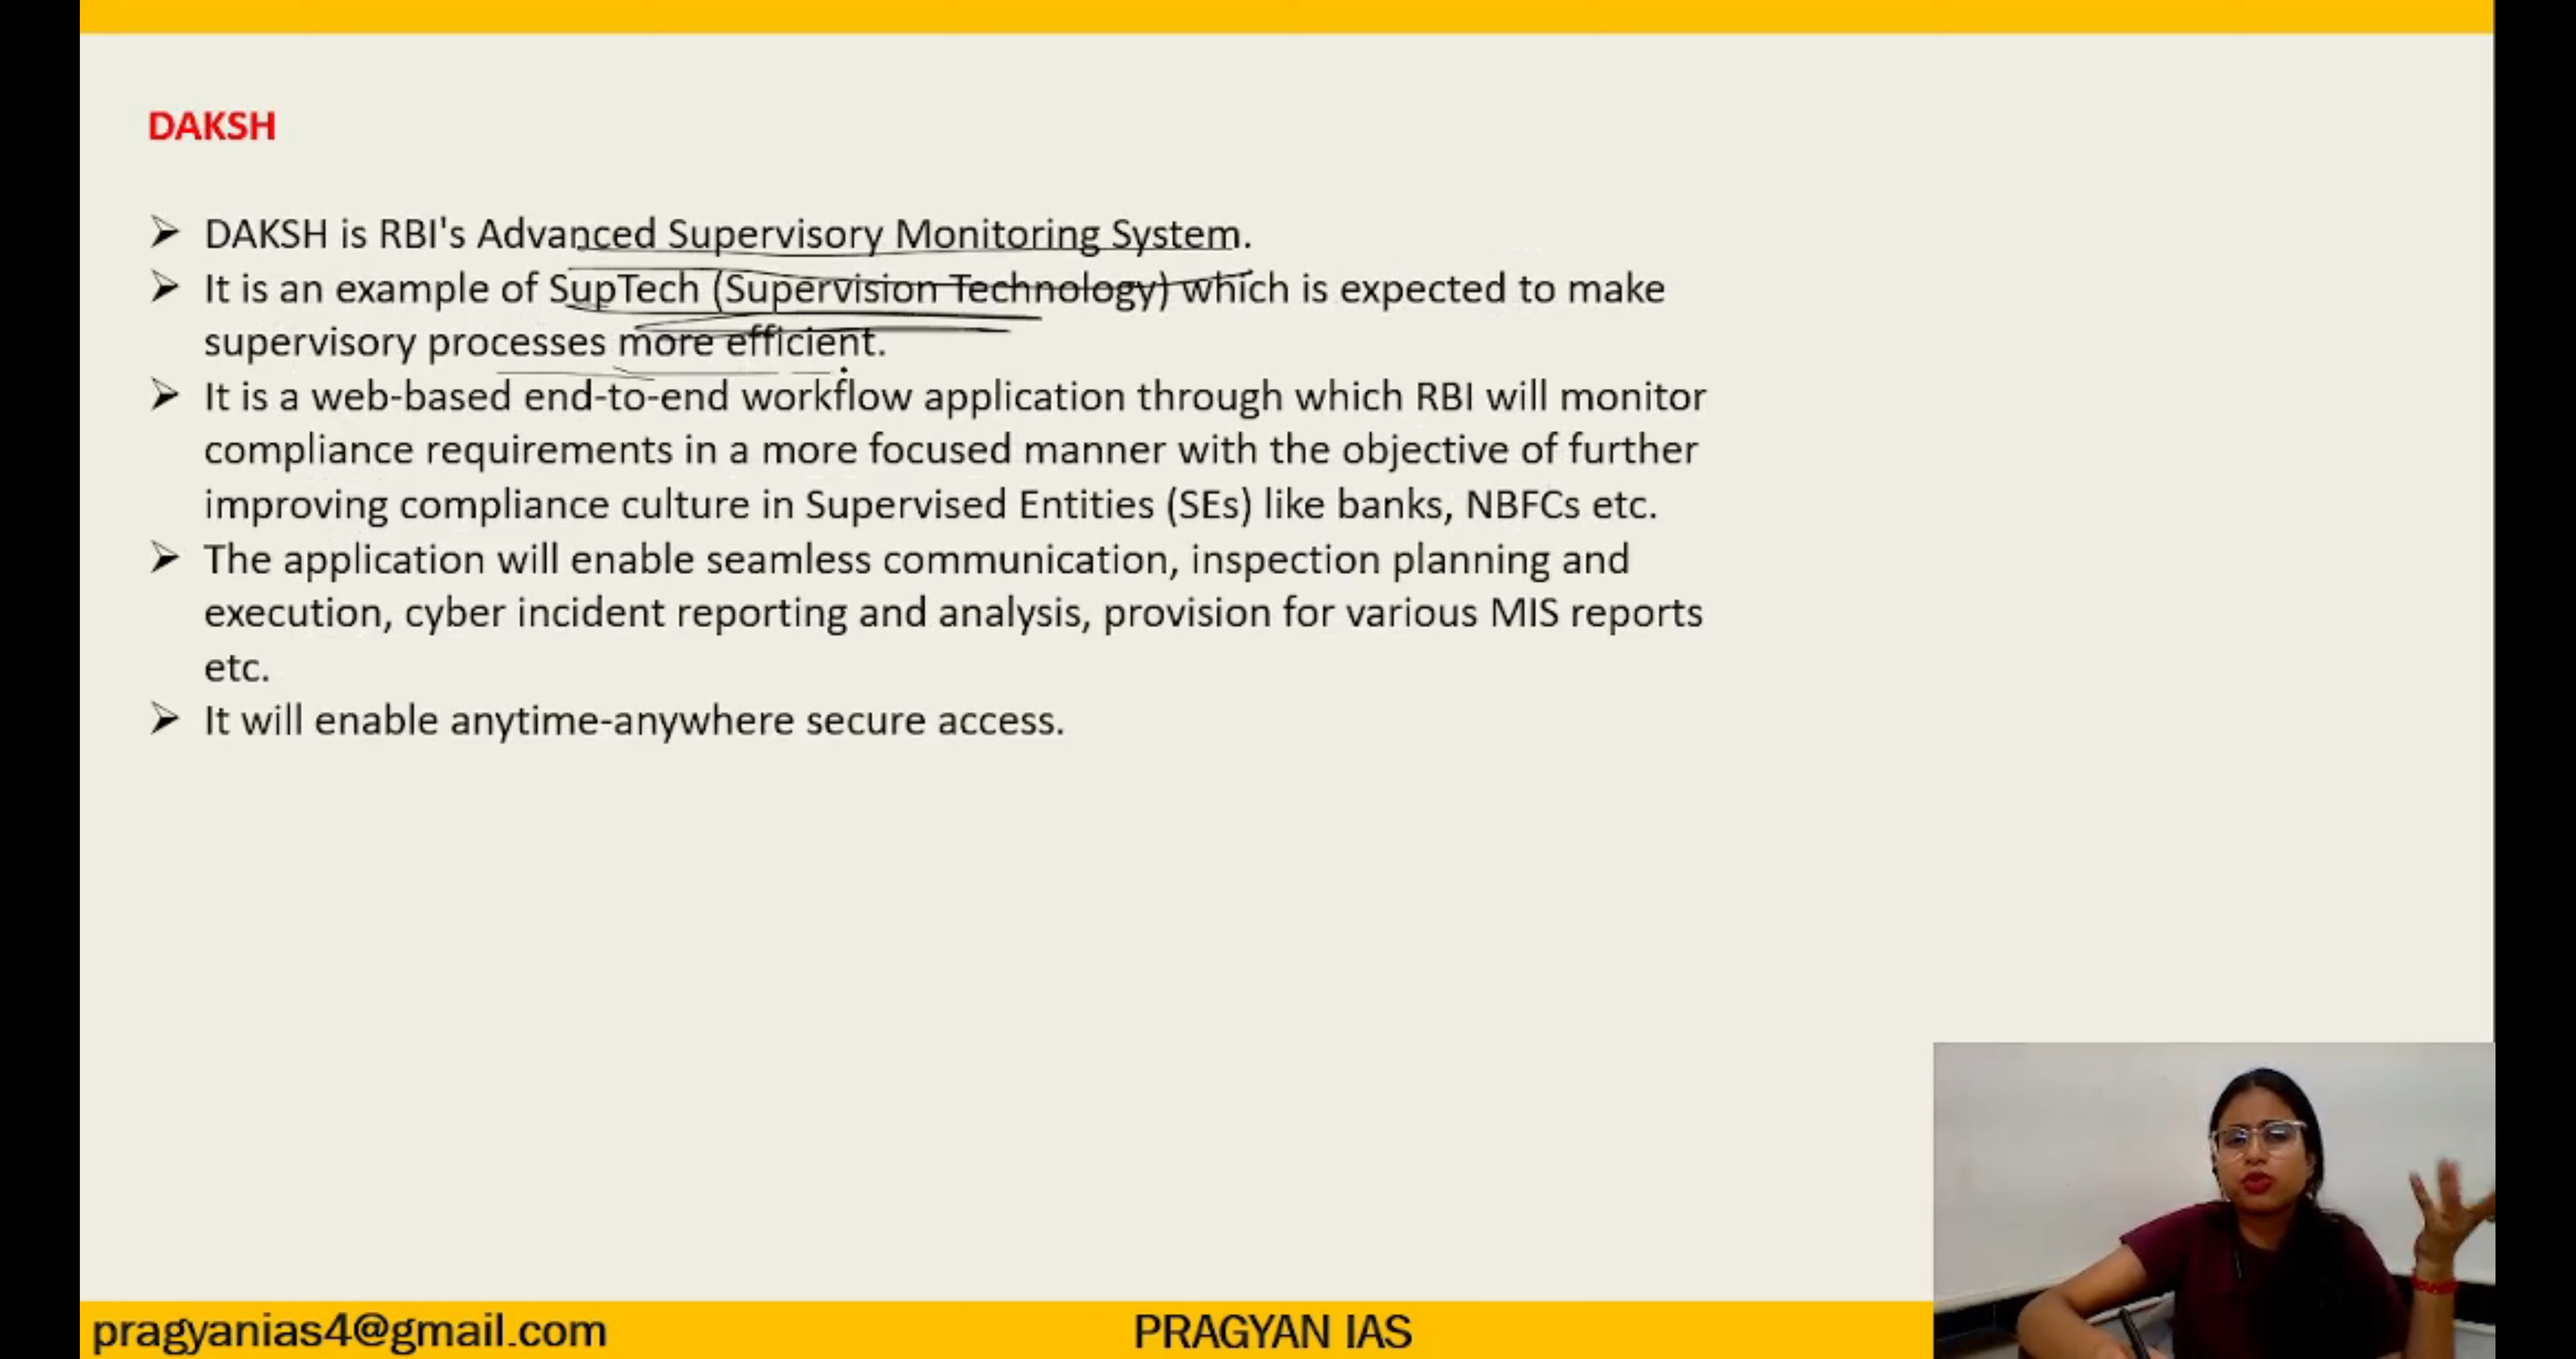 DAKSH
DAKSH is RBI's Advanced Supervisory Monitoring System.
It is an example of SupTech (Supervision Technology) which is expected to make
supervisory processes more efficient.
It is a web-based end-to-end workflow application through which RBI will monitor
compliance requirements in a more focused manner with the objective of further
improving compliance culture in Supervised Entities (SEs) like banks, NBFCs etc.
The application will enable seamless communication, inspection planning and
execution, cyber incident reporting and analysis, provision for various MIS reports
etc.
It will enable anytime-anywhere secure access.
pragyanias4@gmail.com
PRAGYAN IAS